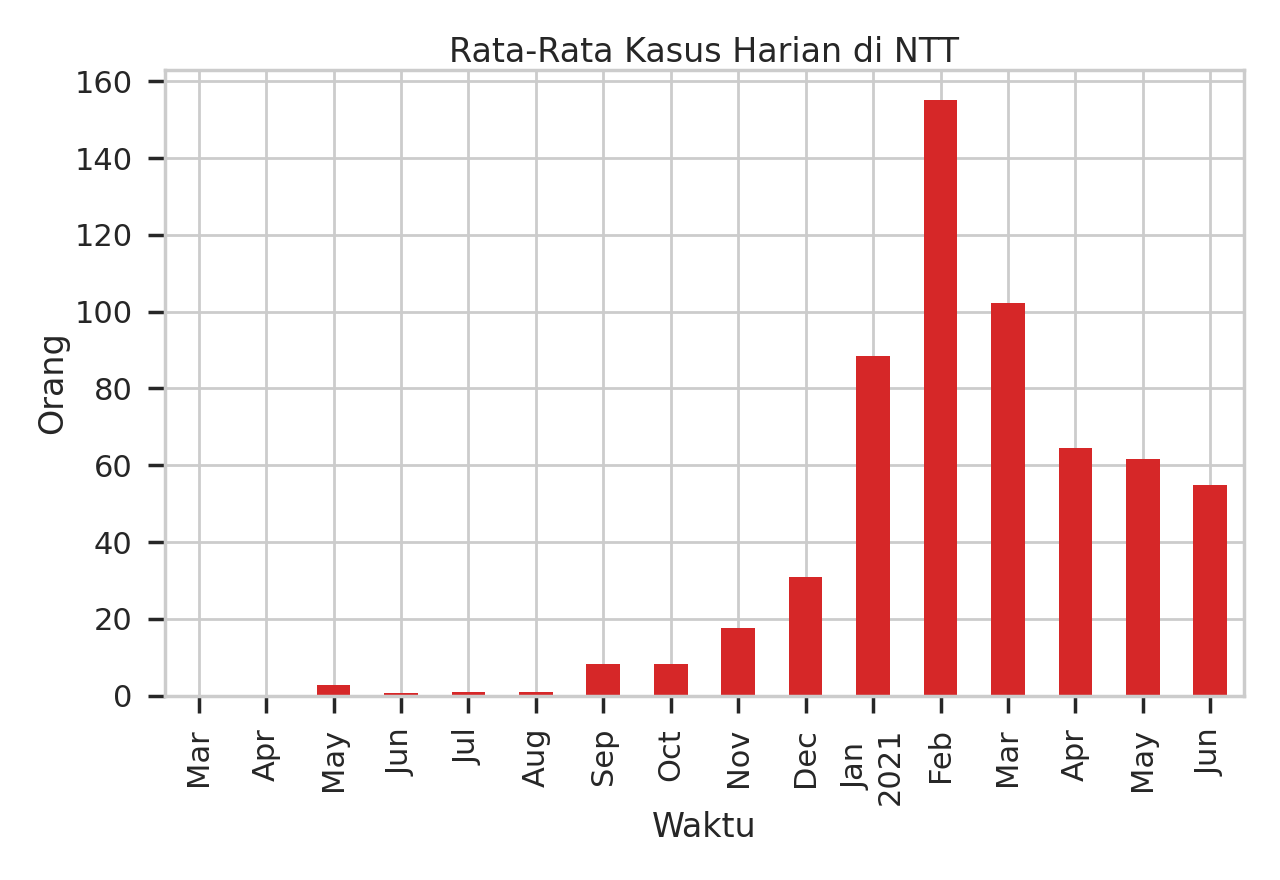 Rata-Rata Kasus Harian di NTT
160
140
120
100
80
60
40
20
0
Orang
Mar
Apr
May
Jun
Jul
Aug
Sep
Oct
Nov
Dec
Jan
2021
Feb
Mar
Apr
May
Jun
Waktu